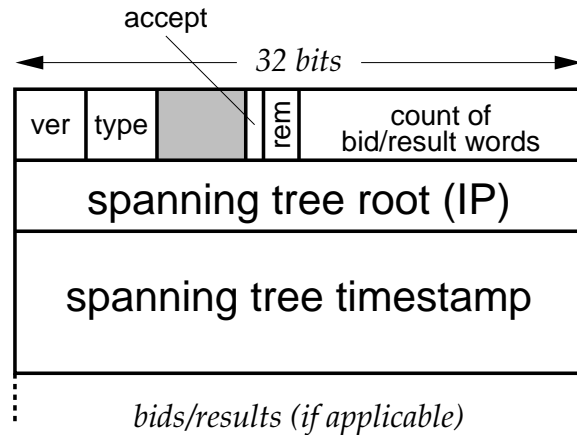 accept
32 bits
ver type rem count of
bid/result words
spanning tree root (IP)
spanning tree timestamp
bids/results (if applicable)